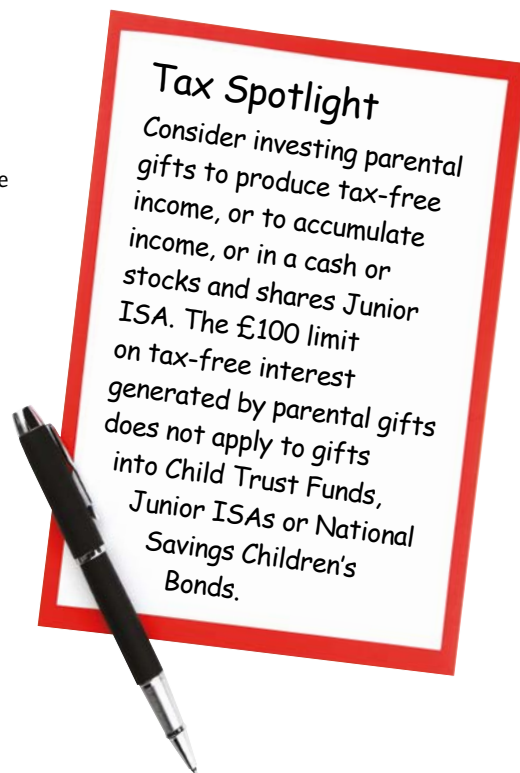 e
Tax Spotlight
Consider investing parental
gifts to produce tax-free
income, or to accumulate
income, or in a cash or
stocks and shares Junior
ISA. The £100 limit
on tax-free interest
generated by parental gifts
does not apply to gifts
into Child Trust Funds,
Junior ISAs or National
Savings Children's
Bonds.